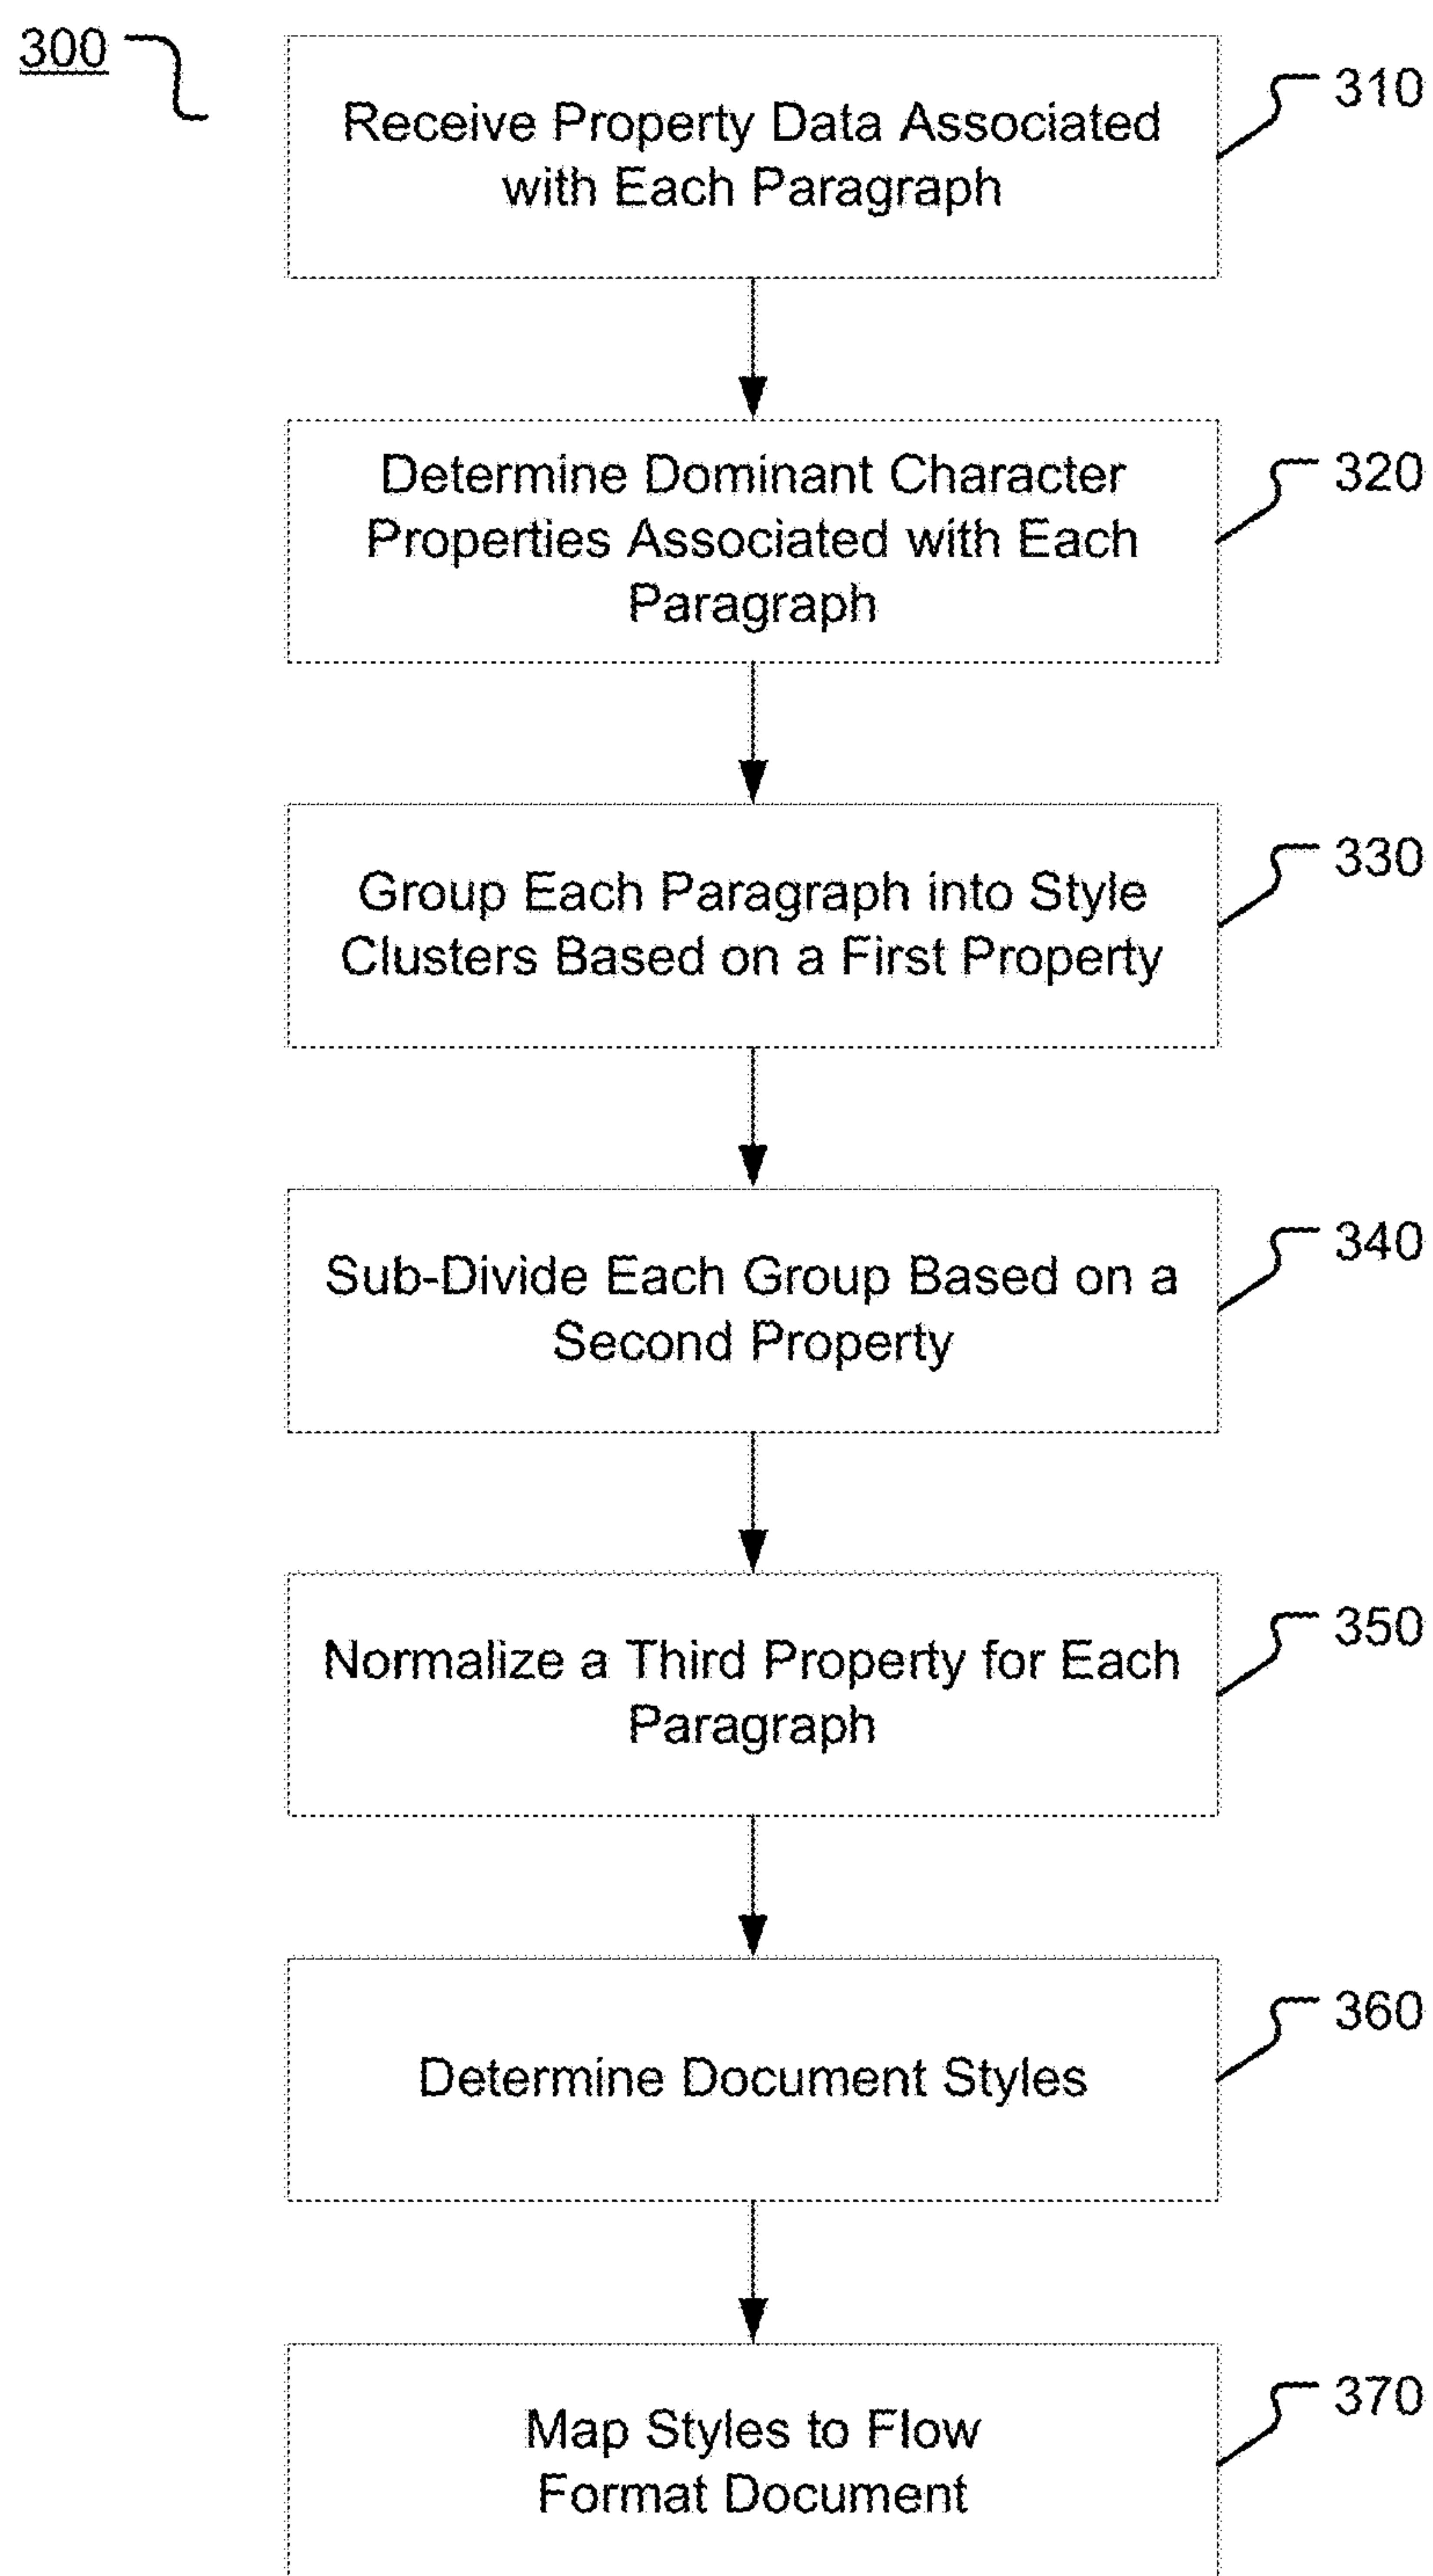 300
310
Receive Property Data Associated
with Each Paragraph
320
Determine Dominant Character
Properties Associated with Each
Paragraph
330
Group Each Paragraph into Style
Clusters Based on a First Property
340
Sub-Divide Each Group Based on a
Second Property
350
Normalize a Third Property for Each
Paragraph
360
Determine Document Styles
370
Map Styles to Flow
Format Document